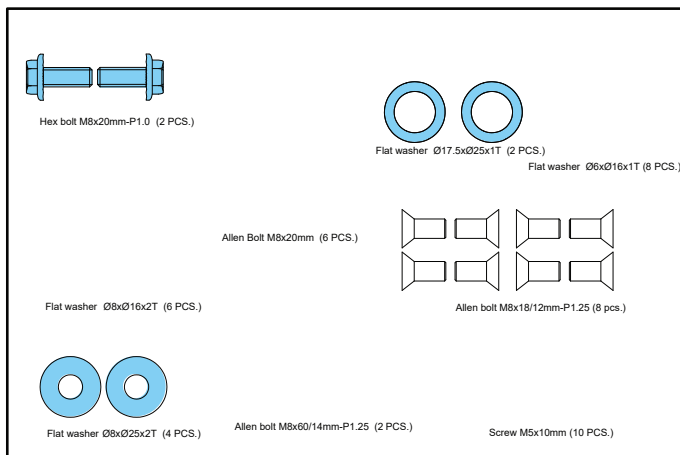 Hex bolt M8x20mm-P1.0 (2 PCS.)
Flat washer Ø17.5xØ25x1T (2 PCS.)
Flat washer Ø6xØ16x1T (8 PCS.)
Allen Bolt M8x20mm (6 PCS.)
Flat washer Ø8xØ16x2T (6 PCS.)
Allen bolt M8x18/12mm-P1.25 (8 pcs.)
Flat washer Ø8xØ25x2T (4 PCS.)
Allen bolt M8x60/14mm-P1.25 (2 PCS.)
Screw M5x10mm (10 PCS.)